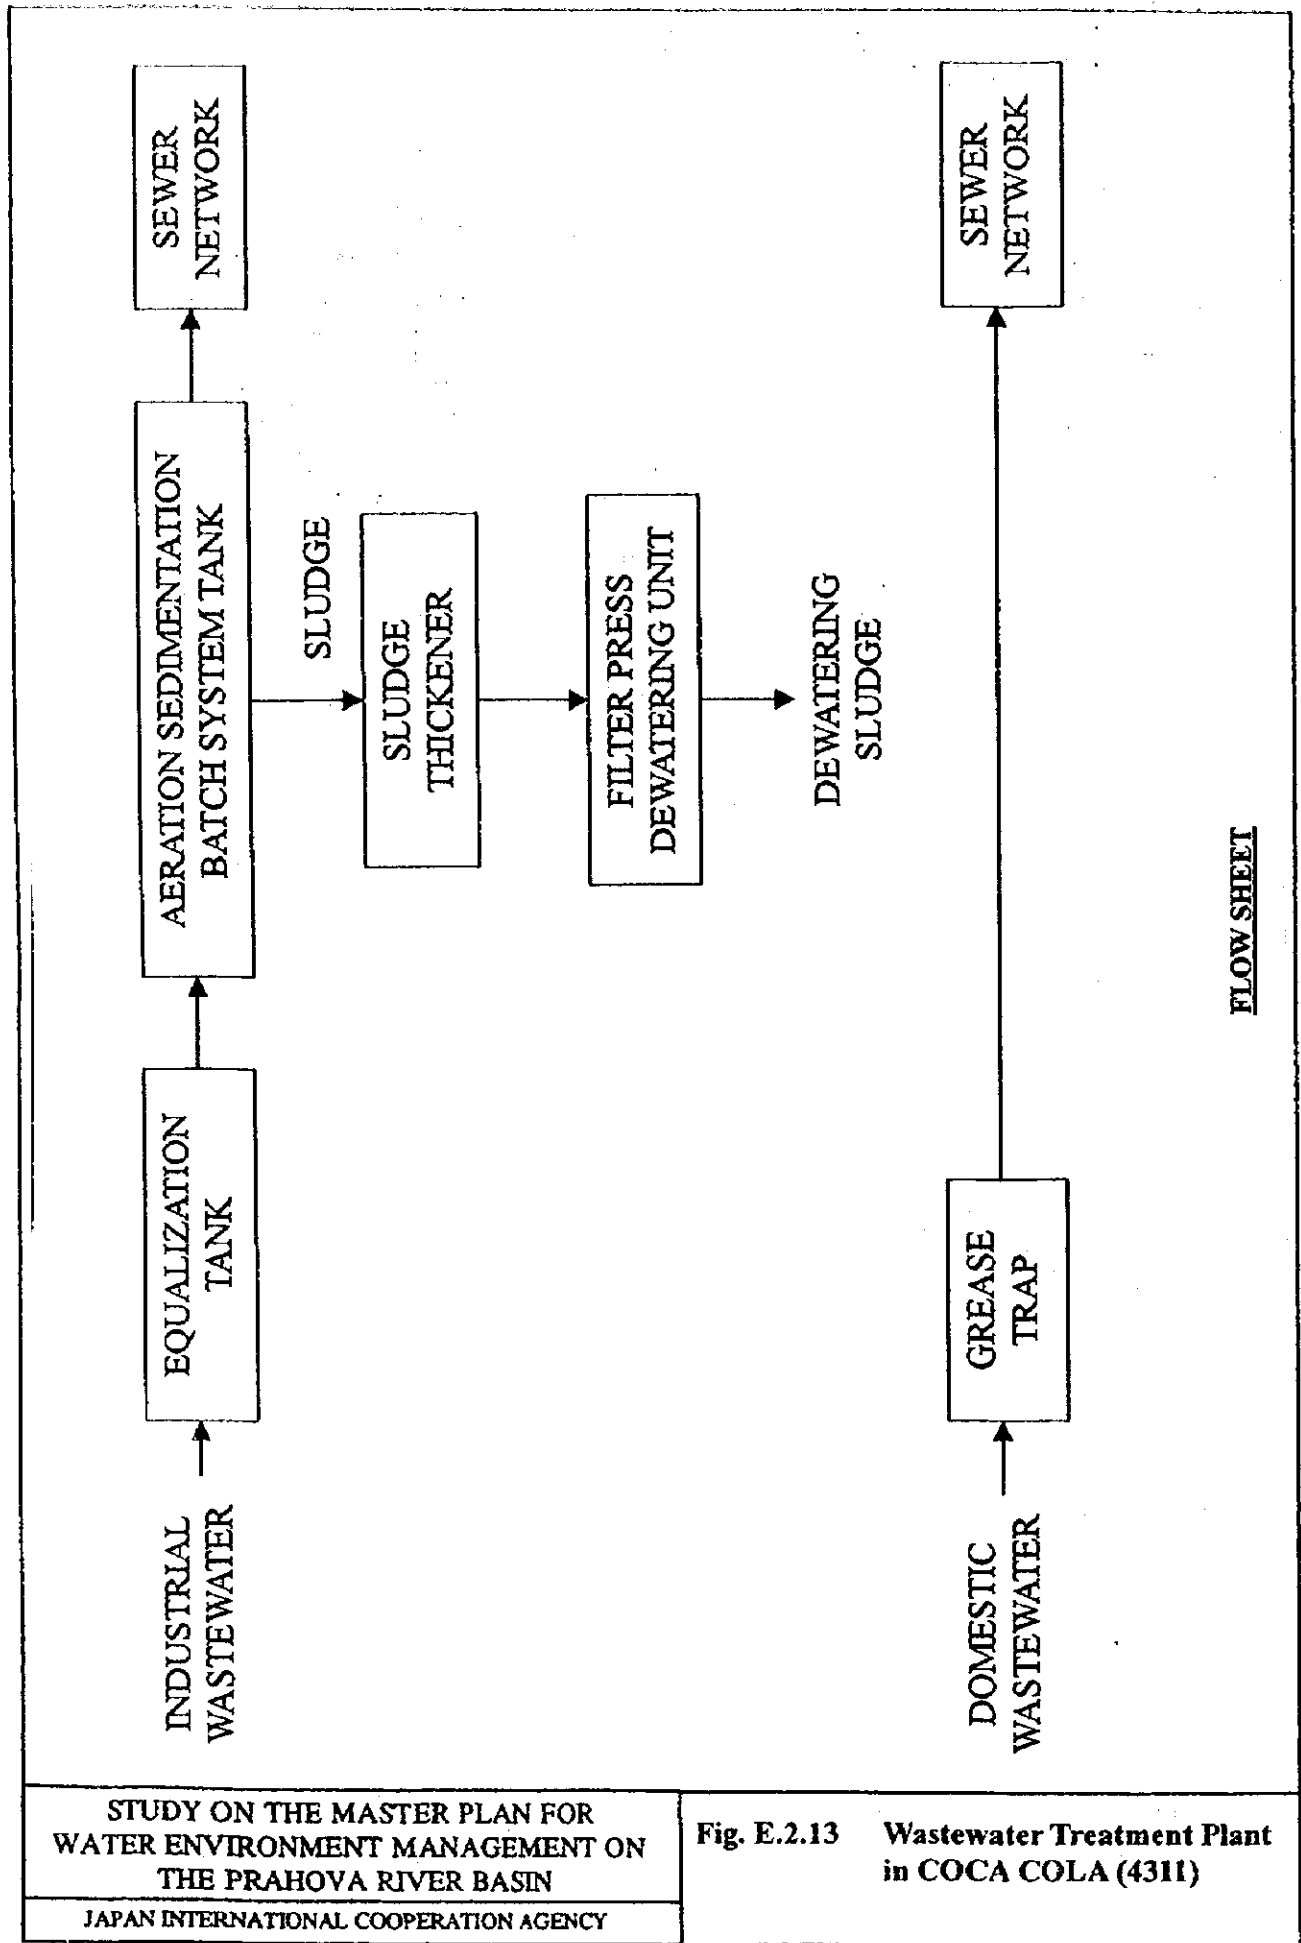 INDUSTRIAL
WASTEWATER
EQUALIZATION
TANK
AERATION SEDIMENTATION
BATCH SYSTEM TANK
SEWER
NETWORK
SLUDGE
SLUDGE
THICKENER
FILTER PRESS
DEWATERING UNIT
DEWATERING
SLUDGE
DOMESTIC
WASTEWATER
GREASE
TRAP
SEWER
NETWORK
FLOW SHEET
STUDY ON THE MASTER PLAN FOR
WATER ENVIRONMENT MANAGEMENT ON
THE PRAHOVA RIVER BASIN
JAPAN INTERNATIONAL COOPERATION AGENCY
Fig. E.2.13 Wastewater Treatment Plant
in COCA COLA (4311)